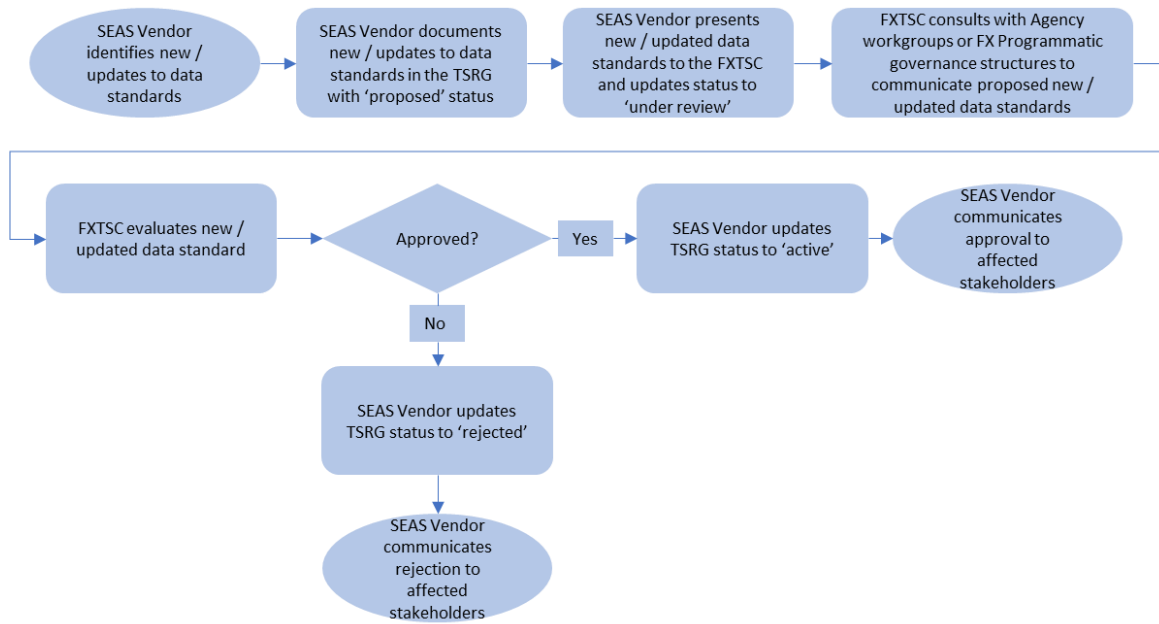 SEAS Vendor
identifies new /
updates to data
standards
SEAS Vendor documents
new / updates to data
standards in the TSRG
with ‘proposed’ status
SEAS Vendor presents
new / updated data
standards to the FXTSC
and updates status to
‘under review’
FXTSC consults with Agency
workgroups or FX Programmatic
governance structures to
communicate proposed new /
updated data standards
FXTSC evaluates new /
updated data standard
Approved?
Yes
SEAS Vendor updates
TSRG status to ‘active’
SEAS Vendor
communicates
approval to
affected
stakeholders
No
SEAS Vendor updates
TSRG status to ‘rejected’
SEAS Vendor
communicates
rejection to
affected
stakeholders